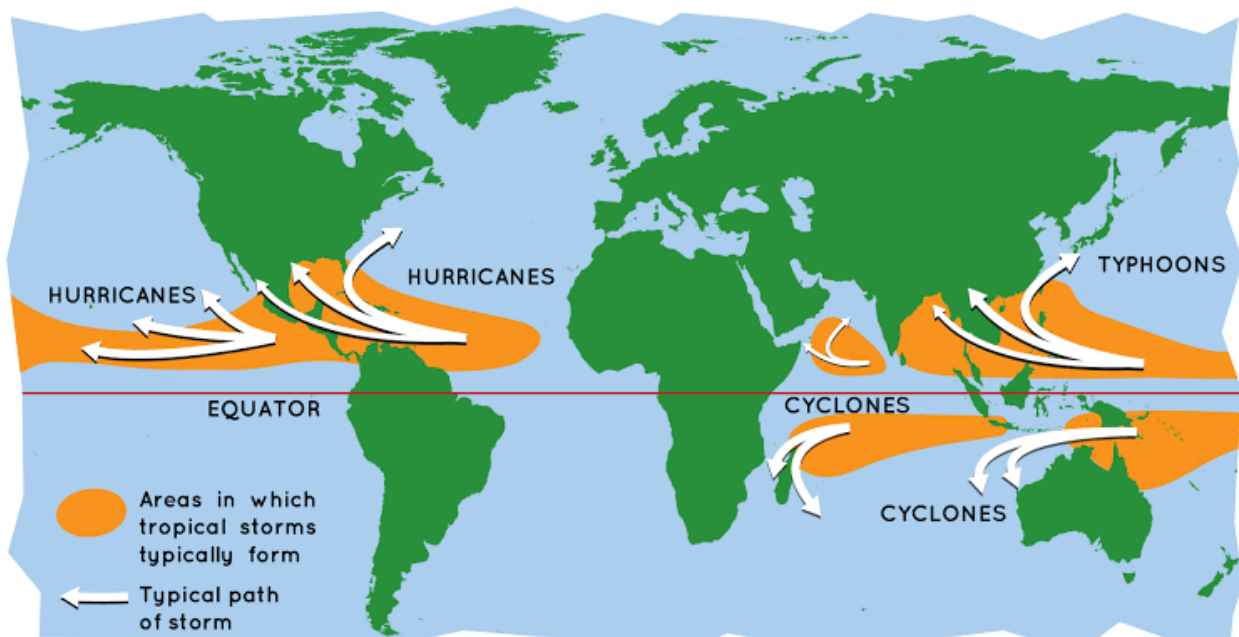 HURRICANES
HURRICANES
TYPHOONS
EQUATOR
CYCLONES
CYCLONES
Areas in which
tropical storms
typically form
Typical path
of storm